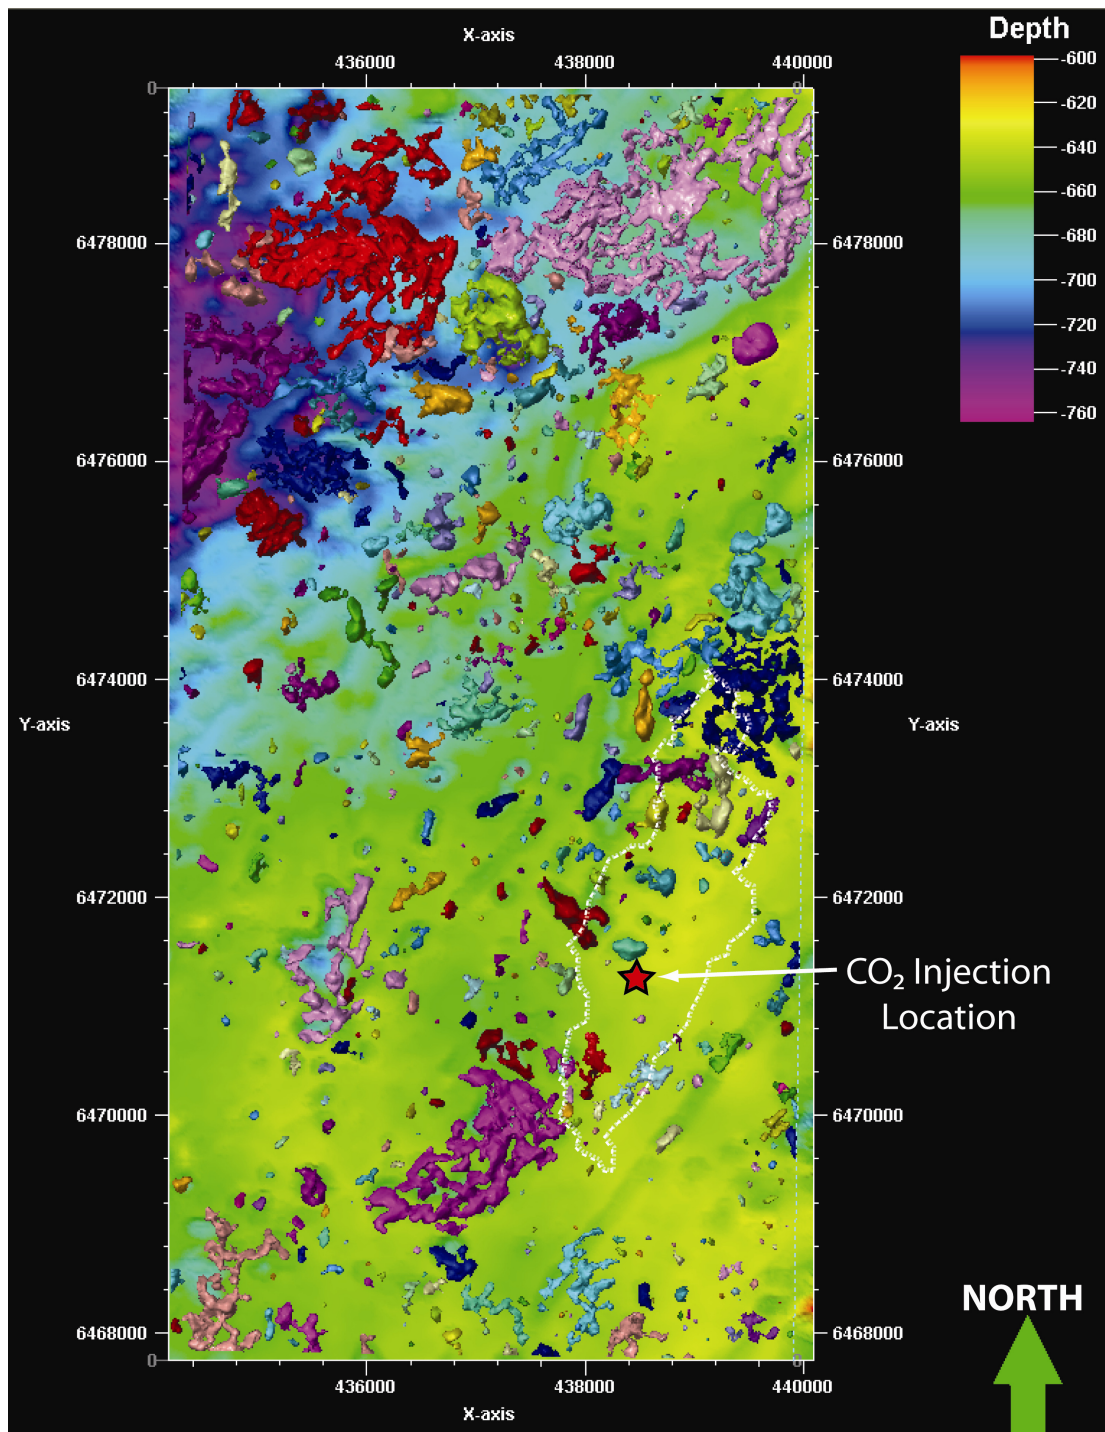 Depth
X-axis
436000 438000 440000
-600
-620
-640
-660
-680
-700
-720
-740
-760
0 0
6478000 6478000
6476000 6476000
6474000 6474000
Y-axis Y-axis
6472000 6472000
CO₂ Injection
Location
6470000 6470000
NORTH
6468000 6468000
0 0
436000 438000 440000
X-axis